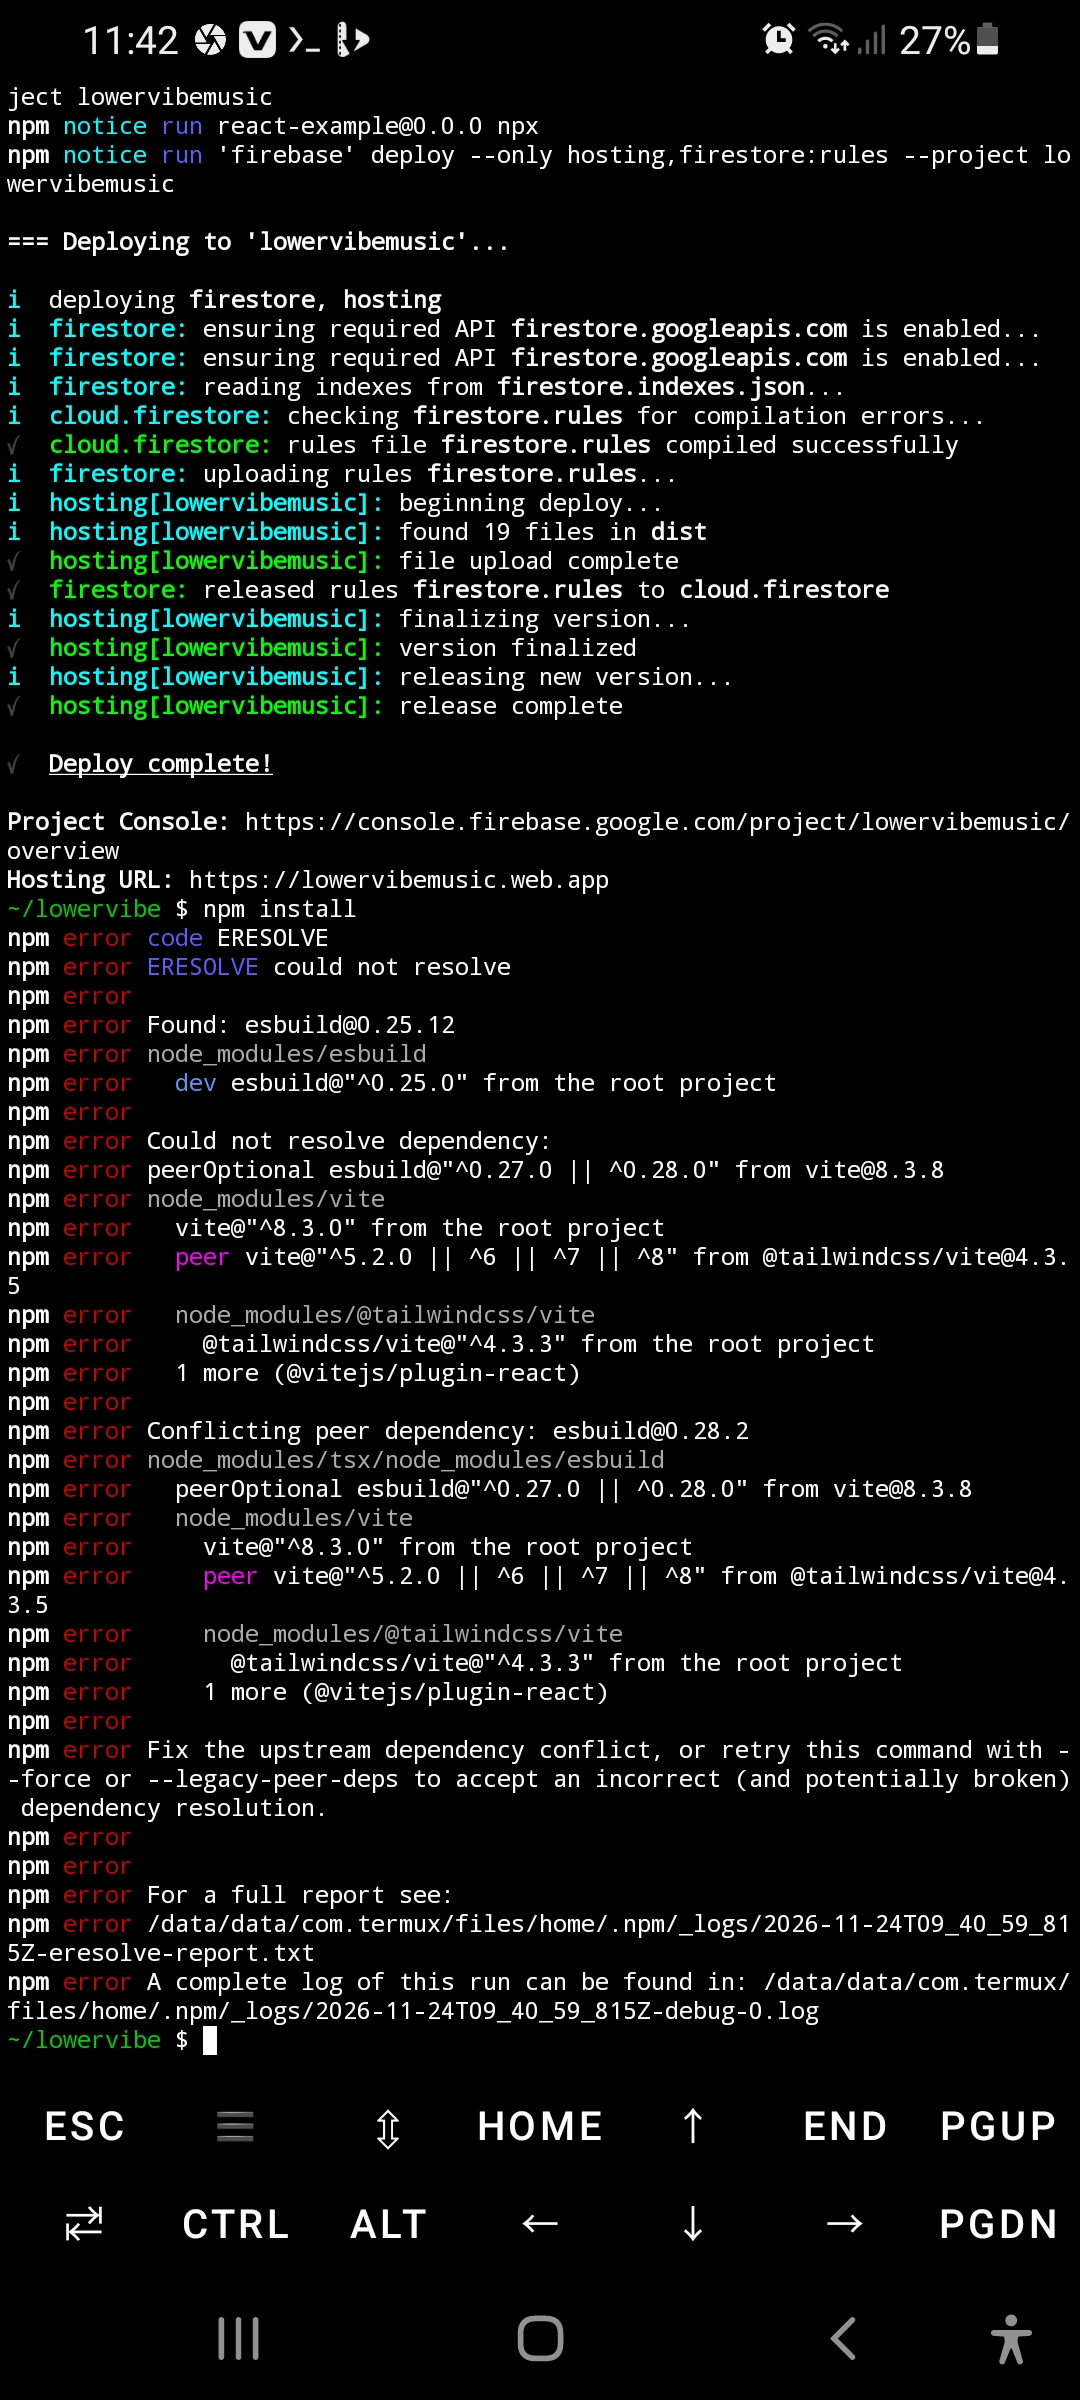 11:42 27%
ject lowervibemusic
npm notice run react-example@0.0.0 npx
npm notice run 'firebase' deploy --only hosting,firestore:rules --project lo
wervibemusic
=== Deploying to 'lowervibemusic'...
i  deploying firestore, hosting
i  firestore: ensuring required API firestore.googleapis.com is enabled...
i  firestore: ensuring required API firestore.googleapis.com is enabled...
i  firestore: reading indexes from firestore.indexes.json...
i  cloud.firestore: checking firestore.rules for compilation errors...
√  cloud.firestore: rules file firestore.rules compiled successfully
i  firestore: uploading rules firestore.rules...
i  hosting[lowervibemusic]: beginning deploy...
i  hosting[lowervibemusic]: found 19 files in dist
√  hosting[lowervibemusic]: file upload complete
√  firestore: released rules firestore.rules to cloud.firestore
i  hosting[lowervibemusic]: finalizing version...
√  hosting[lowervibemusic]: version finalized
i  hosting[lowervibemusic]: releasing new version...
√  hosting[lowervibemusic]: release complete
√  Deploy complete!
Project Console: https://console.firebase.google.com/project/lowervibemusic/
overview
Hosting URL: https://lowervibemusic.web.app
~/lowervibe $ npm install
npm error code ERESOLVE
npm error ERESOLVE could not resolve
npm error
npm error Found: esbuild@0.25.12
npm error node_modules/esbuild
npm error   dev esbuild@"^0.25.0" from the root project
npm error
npm error Could not resolve dependency:
npm error peerOptional esbuild@"^0.27.0 || ^0.28.0" from vite@8.3.8
npm error node_modules/vite
npm error   vite@"^8.3.0" from the root project
npm error   peer vite@"^5.2.0 || ^6 || ^7 || ^8" from @tailwindcss/vite@4.3.
5
npm error   node_modules/@tailwindcss/vite
npm error     @tailwindcss/vite@"^4.3.3" from the root project
npm error   1 more (@vitejs/plugin-react)
npm error
npm error Conflicting peer dependency: esbuild@0.28.2
npm error node_modules/tsx/node_modules/esbuild
npm error   peerOptional esbuild@"^0.27.0 || ^0.28.0" from vite@8.3.8
npm error   node_modules/vite
npm error     vite@"^8.3.0" from the root project
npm error     peer vite@"^5.2.0 || ^6 || ^7 || ^8" from @tailwindcss/vite@4.
3.5
npm error     node_modules/@tailwindcss/vite
npm error       @tailwindcss/vite@"^4.3.3" from the root project
npm error     1 more (@vitejs/plugin-react)
npm error
npm error Fix the upstream dependency conflict, or retry this command with -
-force or --legacy-peer-deps to accept an incorrect (and potentially broken)
 dependency resolution.
npm error
npm error
npm error For a full report see:
npm error /data/data/com.termux/files/home/.npm/_logs/2026-11-24T09_40_59_81
5Z-eresolve-report.txt
npm error A complete log of this run can be found in: /data/data/com.termux/
files/home/.npm/_logs/2026-11-24T09_40_59_815Z-debug-0.log
~/lowervibe $
ESC HOME ↑ END PGUP
CTRL ALT ← ↓ → PGDN